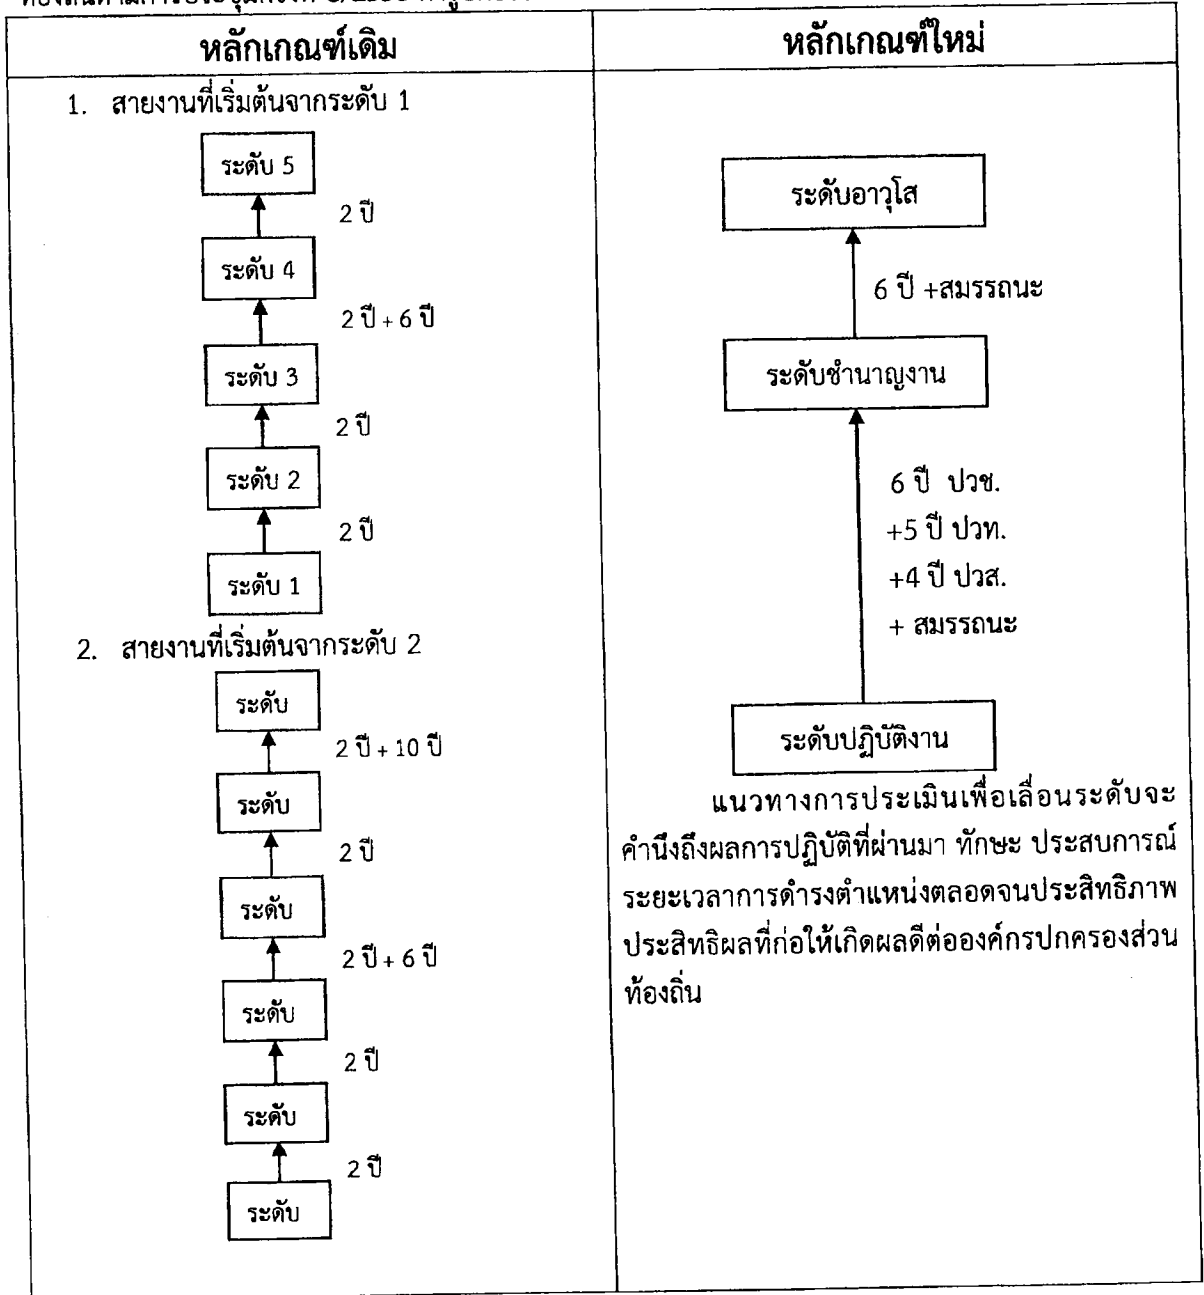 หลักเกณฑ์เดิม
หลักเกณฑ์ใหม่
1. สายงานที่เริ่มต้นจากระดับ 1
ระดับ 5
2 ปี
ระดับ 4
2 ปี + 6 ปี
ระดับ 3
2 ปี
ระดับ 2
2 ปี
ระดับ 1
2. สายงานที่เริ่มต้นจากระดับ 2
ระดับ
2 ปี + 10 ปี
ระดับ
2 ปี
ระดับ
2 ปี + 6 ปี
ระดับ
2 ปี
ระดับ
2 ปี
ระดับ
ระดับอาวุโส
6 ปี +สมรรถนะ
ระดับชำนาญงาน
6 ปี ปวช.
+5 ปี ปวท.
+4 ปี ปวส.
+ สมรรถนะ
ระดับปฏิบัติงาน
แนวทางการประเมินเพื่อเลื่อนระดับจะ
คำนึงถึงผลการปฏิบัติที่ผ่านมา ทักษะ ประสบการณ์
ระยะเวลาการดำรงตำแหน่งตลอดจนประสิทธิภาพ
ประสิทธิผลที่ก่อให้เกิดผลดีต่อองค์กรปกครองส่วน
ท้องถิ่น